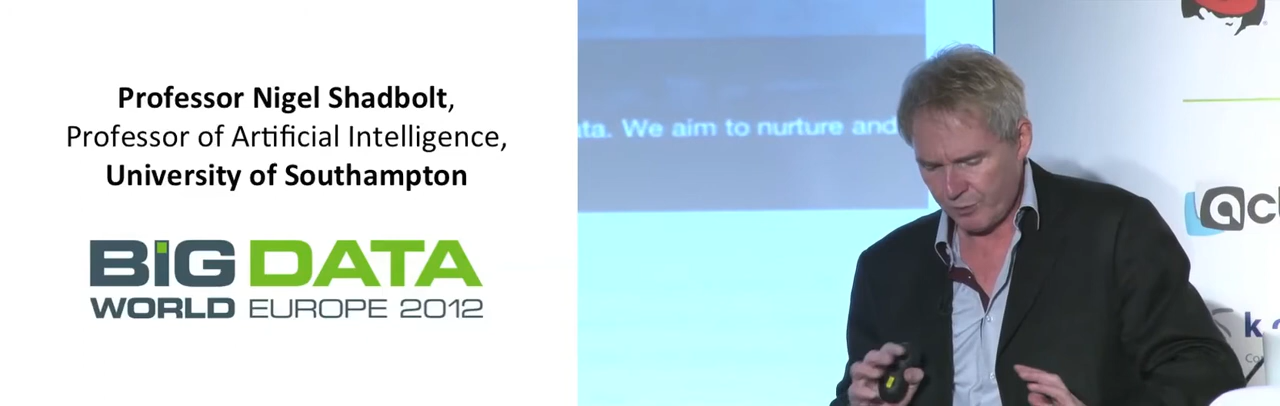 Professor Nigel Shadbolt,
Professor of Artificial Intelligence,
University of Southampton
BiG DATA
WORLD EUROPE 2012
ata. We aim to nurture and